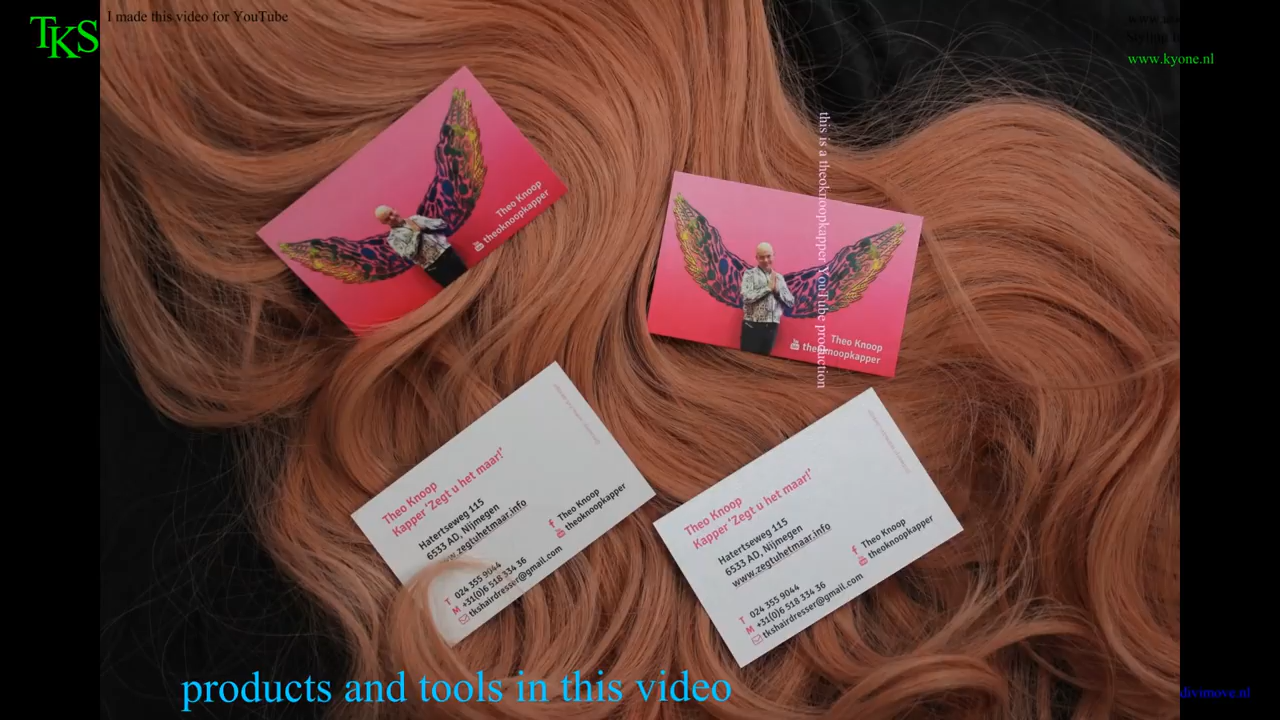 TKS
I made this video for YouTube
www.kyone.nl
this is a theoknoopkapper YouTube production
Theo Knoop
theoknoopkapper
Theo Knoop
theoknoopkapper
Theo Knoop
Kapper 'Zegt u het maar!'
Hatertseweg 115
6533 AD, Nijmegen
www.zegtuhetmaar.info
T 024 355 9044
M +31(0)6 518 334 36
tkshairdresser@gmail.com
f Theo Knoop
theoknoopkapper
Theo Knoop
Kapper 'Zegt u het maar!'
Hatertseweg 115
6533 AD, Nijmegen
www.zegtuhetmaar.info
T 024 355 9044
M +31(0)6 518 334 36
tkshairdresser@gmail.com
f Theo Knoop
theoknoopkapper
products and tools in this video
divimove.nl